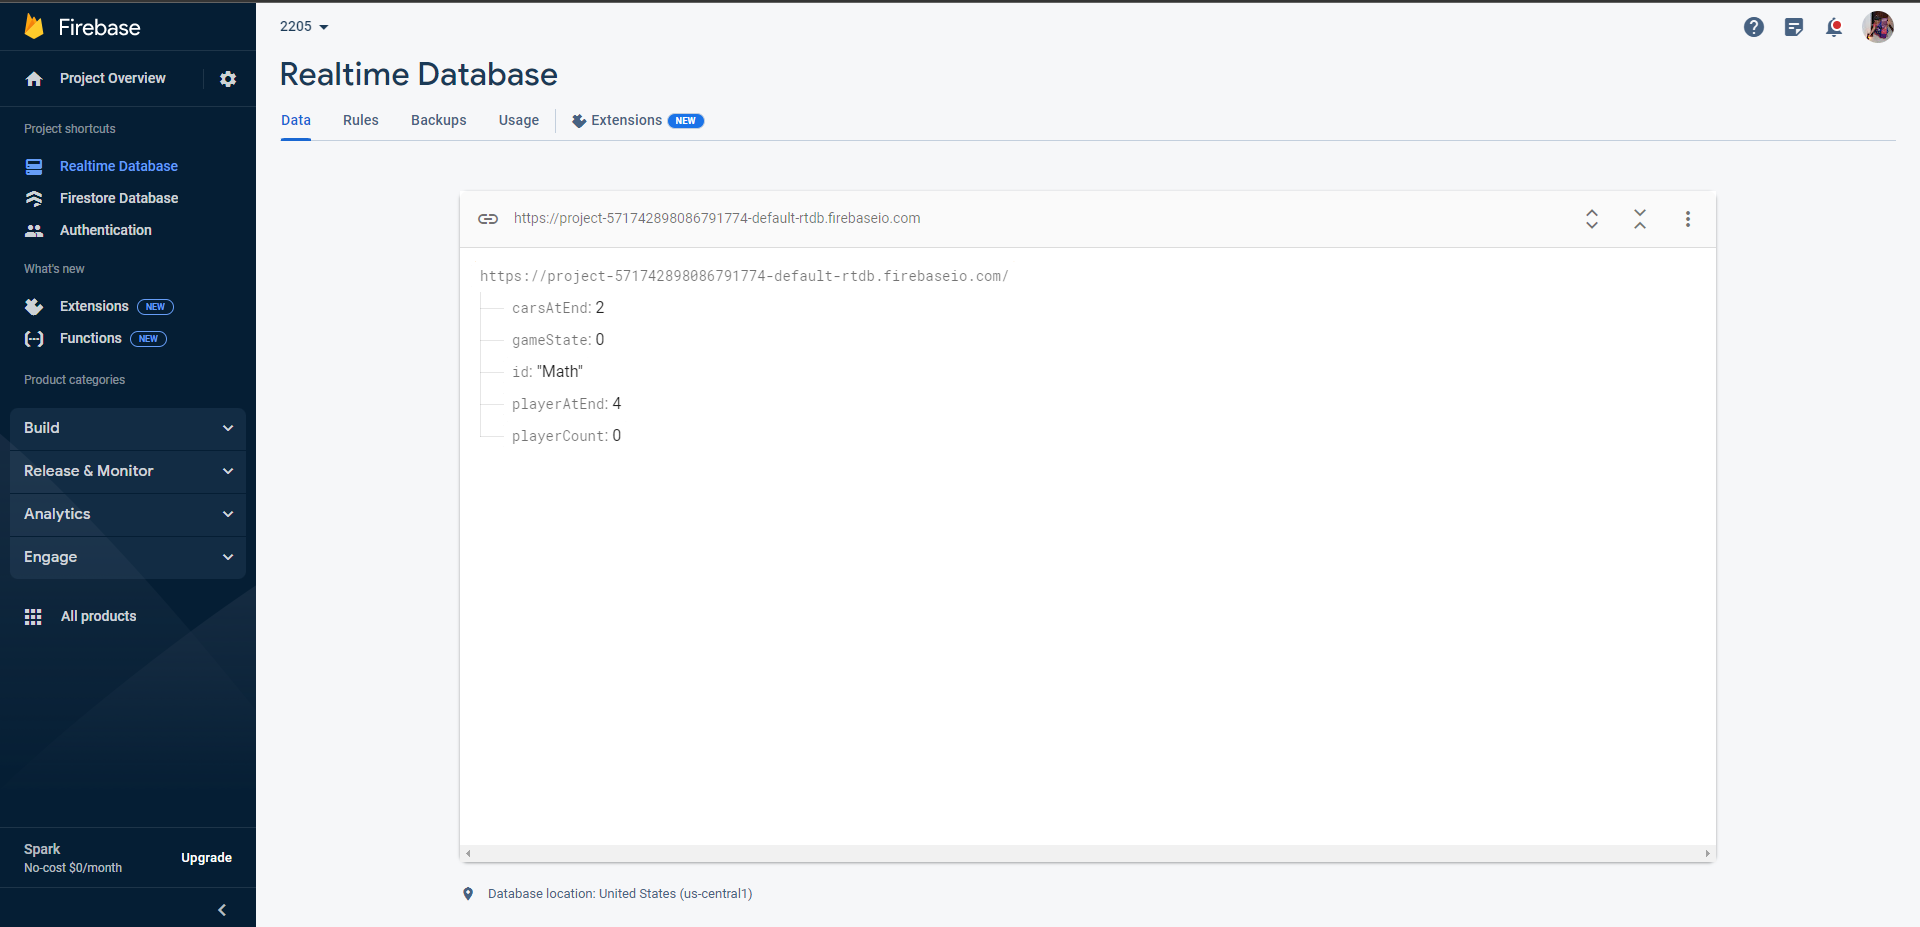 Firebase
Project Overview
Project shortcuts
Realtime Database
Firestore Database
Authentication
What's new
Extensions NEW
Functions NEW
Product categories
Build
Release & Monitor
Analytics
Engage
All products
Spark
No-cost $0/month
Upgrade
2205
Realtime Database
Data Rules Backups Usage Extensions NEW
https://project-571742898086791774-default-rtdb.firebaseio.com
https://project-571742898086791774-default-rtdb.firebaseio.com/
carsAtEnd: 2
gameState: 0
id: "Math"
playerAtEnd: 4
playerCount: 0
Database location: United States (us-central1)